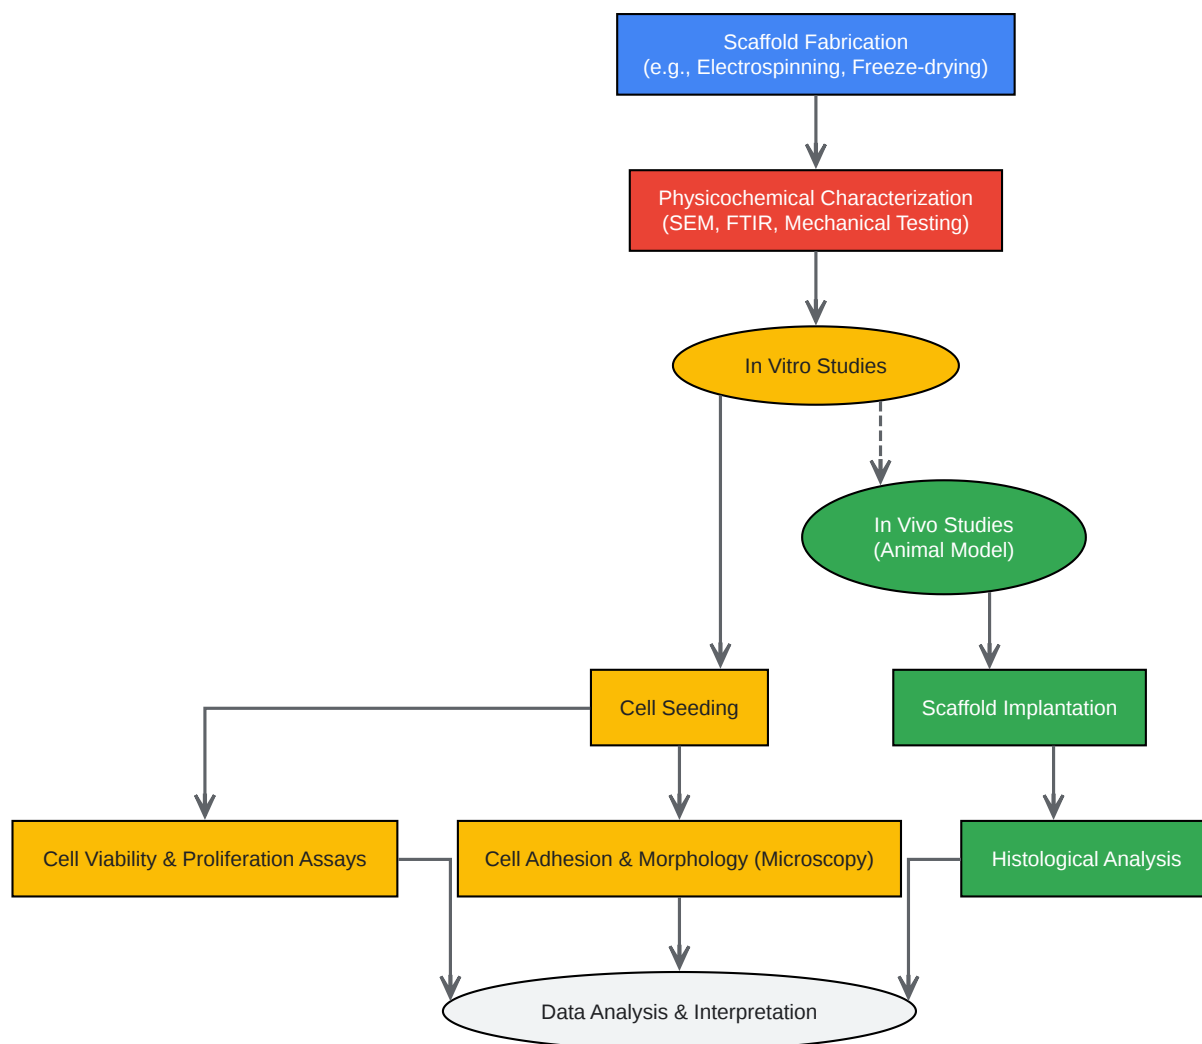 Scaffold Fabrication
(e.g., Electrospinning, Freeze-drying)
Physicochemical Characterization
(SEM, FTIR, Mechanical Testing)
In Vitro Studies
In Vivo Studies
(Animal Model)
Cell Seeding
Scaffold Implantation
Cell Viability & Proliferation Assays
Cell Adhesion & Morphology (Microscopy)
Histological Analysis
Data Analysis & Interpretation